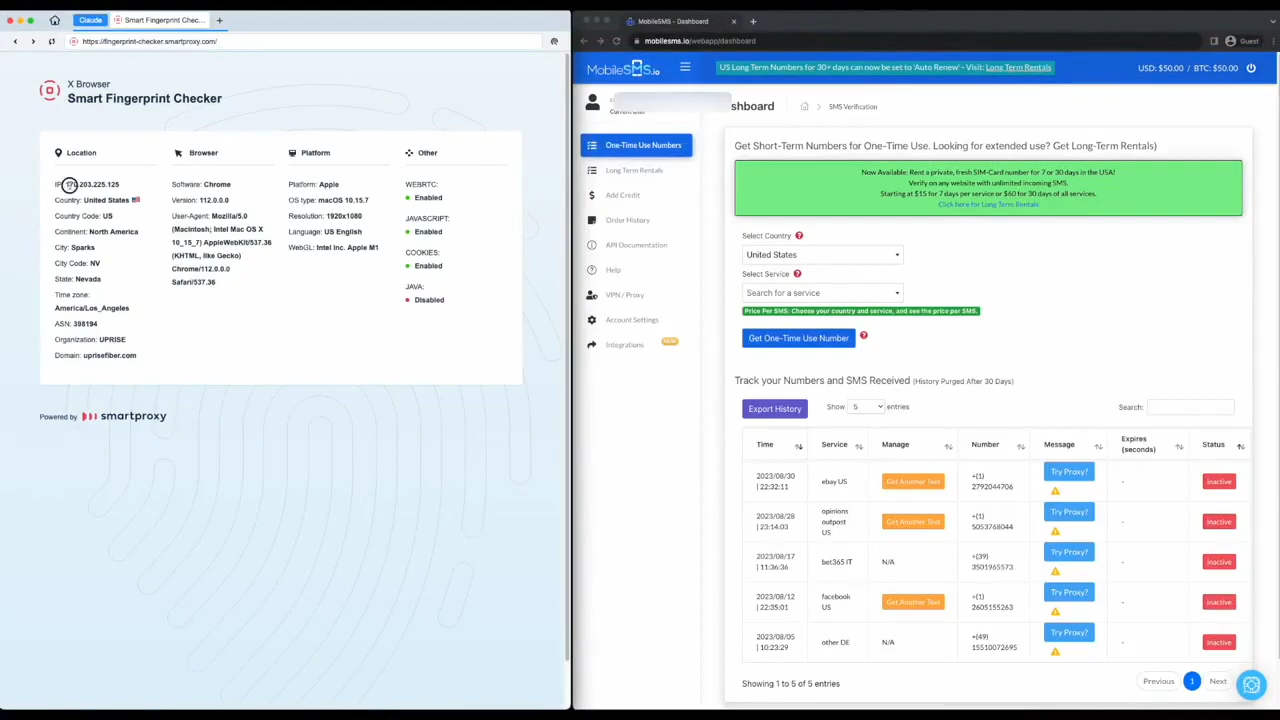 Claude
Smart Fingerprint Chec...
https://fingerprint-checker.smartproxy.com/
X Browser
Smart Fingerprint Checker
Location
Country: United States
Country Code: US
Continent: North America
City: Sparks
City Code: NV
State: Nevada
Time zone:
America/Los_Angeles
ASN: 398194
Organization: UPRISE
Domain: uprisefiber.com
Browser
Software: Chrome
Version: 112.0.0.0
User-Agent: Mozilla/5.0
(Macintosh; Intel Mac OS X
10_15_7) AppleWebKit/537.36
(KHTML, like Gecko)
Chrome/112.0.0.0
Safari/537.36
Platform
Platform: Apple
OS type: macOS 10.15.7
Resolution: 1920x1080
Language: US English
WebGL: Intel Inc. Apple M1
Other
WEBRTC:
Enabled
JAVASCRIPT:
Enabled
COOKIES:
Enabled
JAVA:
Disabled
Powered by smartproxy
MobileSMS - Dashboard
mobilesms.io/webapp/dashboard
Guest
MobileSMS.io
US Long Term Numbers for 30+ days can now be set to 'Auto Renew' - Visit: Long Term Rentals
USD: $50.00 / BTC: $50.00
Current User
shboard
SMS Verification
One-Time Use Numbers
Long Term Rentals
Add Credit
Order History
API Documentation
Help
VPN / Proxy
Account Settings
Integrations
NEW
Get Short-Term Numbers for One-Time Use. Looking for extended use? Get Long-Term Rentals)
Now Available: Rent a private, fresh SIM-Card number for 7 or 30 days in the USA!
Verify on any website with unlimited incoming SMS.
Starting at $15 for 7 days per service or $60 for 30 days of all services.
Click here for Long Term Rentals
Select Country
United States
Select Service
Search for a service
Price Per SMS: Choose your country and service, and see the price per SMS.
Get One-Time Use Number
Track your Numbers and SMS Received (History Purged After 30 Days)
Export History
Show 5 entries
Search:
Time Service Manage Number Message Expires (seconds) Status
2023/08/30 | 22:32:11 ebay US Get Another Text +(1) 2792044706 Try Proxy? - inactive
2023/08/28 | 23:14:03 opinions outpost US Get Another Text +(1) 5053768044 Try Proxy? - inactive
2023/08/17 | 11:36:36 bet365 IT N/A +(39) 3501965573 Try Proxy? - inactive
2023/08/12 | 22:35:01 facebook US Get Another Text +(1) 2605155263 Try Proxy? - inactive
2023/08/05 | 10:23:29 other DE N/A +(49) 15510072695 Try Proxy? - inactive
Showing 1 to 5 of 5 entries
Previous 1 Next